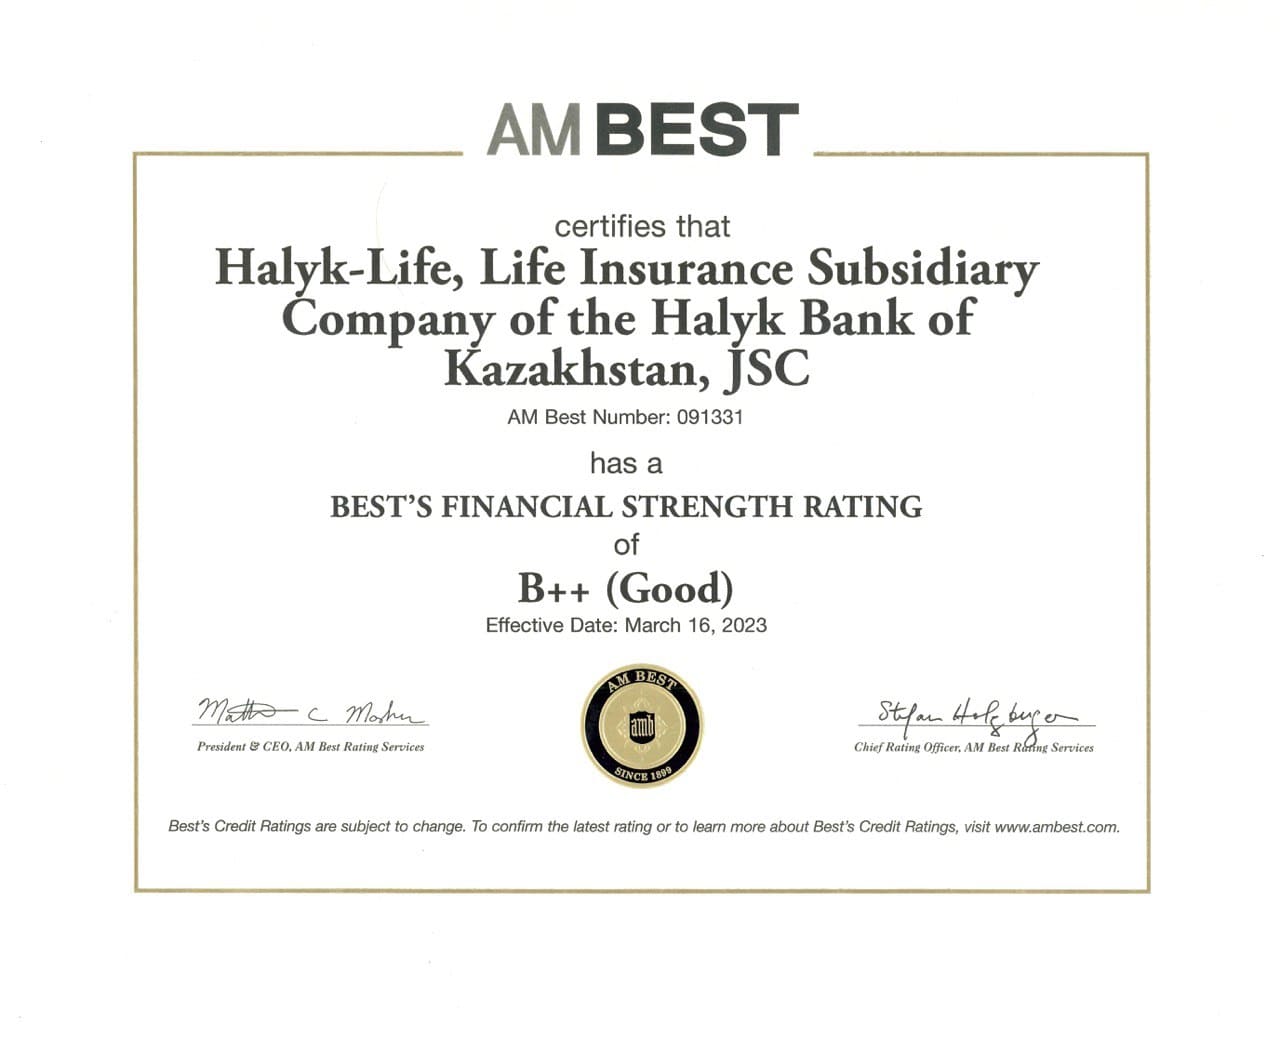 AM BEST
certifies that
Halyk-Life, Life Insurance Subsidiary
Company of the Halyk Bank of
Kazakhstan, JSC
AM Best Number: 091331
has a
BEST'S FINANCIAL STRENGTH RATING
of
B++ (Good)
Effective Date: March 16, 2023
AM BEST
amb
SINCE 1899
Matthew C Mosher
President & CEO, AM Best Rating Services
Stefan Holzberger
Chief Rating Officer, AM Best Rating Services
Best's Credit Ratings are subject to change. To confirm the latest rating or to learn more about Best's Credit Ratings, visit www.ambest.com.